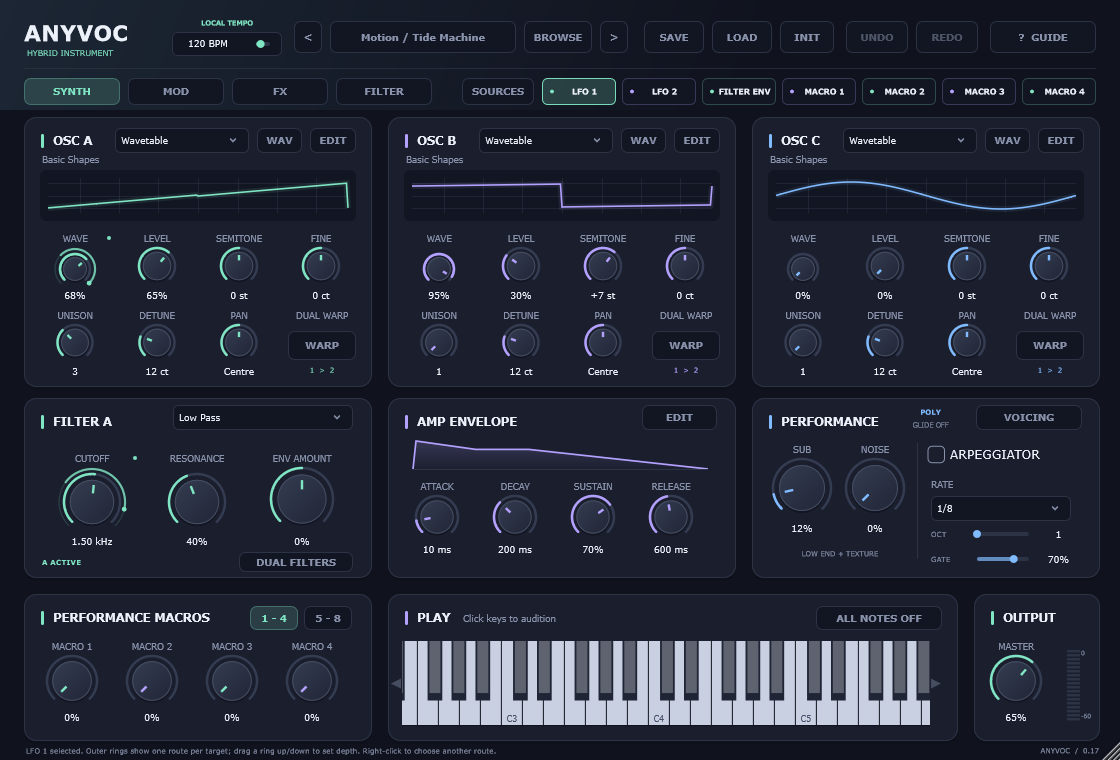 ANYVOC
HYBRID INSTRUMENT
LOCAL TEMPO
120 BPM
< Motion / Tide Machine BROWSE > SAVE LOAD INIT UNDO REDO ? GUIDE
SYNTH MOD FX FILTER SOURCES LFO 1 LFO 2 FILTER ENV MACRO 1 MACRO 2 MACRO 3 MACRO 4
OSC A Wavetable WAV EDIT
Basic Shapes
WAVE LEVEL SEMITONE FINE
68% 65% 0 st 0 ct
UNISON DETUNE PAN DUAL WARP
WARP
3 12 ct Centre 1 > 2
OSC B Wavetable WAV EDIT
Basic Shapes
WAVE LEVEL SEMITONE FINE
95% 30% +7 st 0 ct
UNISON DETUNE PAN DUAL WARP
WARP
1 12 ct Centre 1 > 2
OSC C Wavetable WAV EDIT
Basic Shapes
WAVE LEVEL SEMITONE FINE
0% 0% 0 st 0 ct
UNISON DETUNE PAN DUAL WARP
WARP
1 12 ct Centre 1 > 2
FILTER A Low Pass
CUTOFF RESONANCE ENV AMOUNT
1.50 kHz 40% 0%
A ACTIVE DUAL FILTERS
AMP ENVELOPE EDIT
ATTACK DECAY SUSTAIN RELEASE
10 ms 200 ms 70% 600 ms
PERFORMANCE POLY VOICING
GLIDE OFF
SUB NOISE
12% 0%
LOW END + TEXTURE
ARPEGGIATOR
RATE
1/8
OCT 1
GATE 70%
PERFORMANCE MACROS 1 - 4 5 - 8
MACRO 1 MACRO 2 MACRO 3 MACRO 4
0% 0% 0% 0%
PLAY Click keys to audition ALL NOTES OFF
C3 C4 C5
OUTPUT
MASTER
65%
0
-60
LFO 1 selected. Outer rings show one route per target; drag a ring up/down to set depth. Right-click to choose another route.
ANYVOC / 0.17